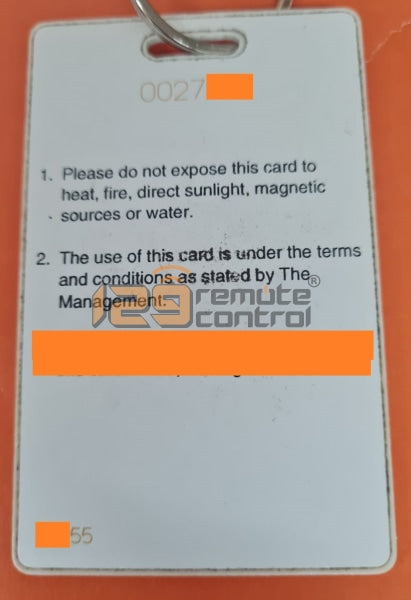 0027
1. Please do not expose this card to
heat, fire, direct sunlight, magnetic
sources or water.
2. The use of this card is under the terms
and conditions as stated by The
Management.
129 remote
control
®
55